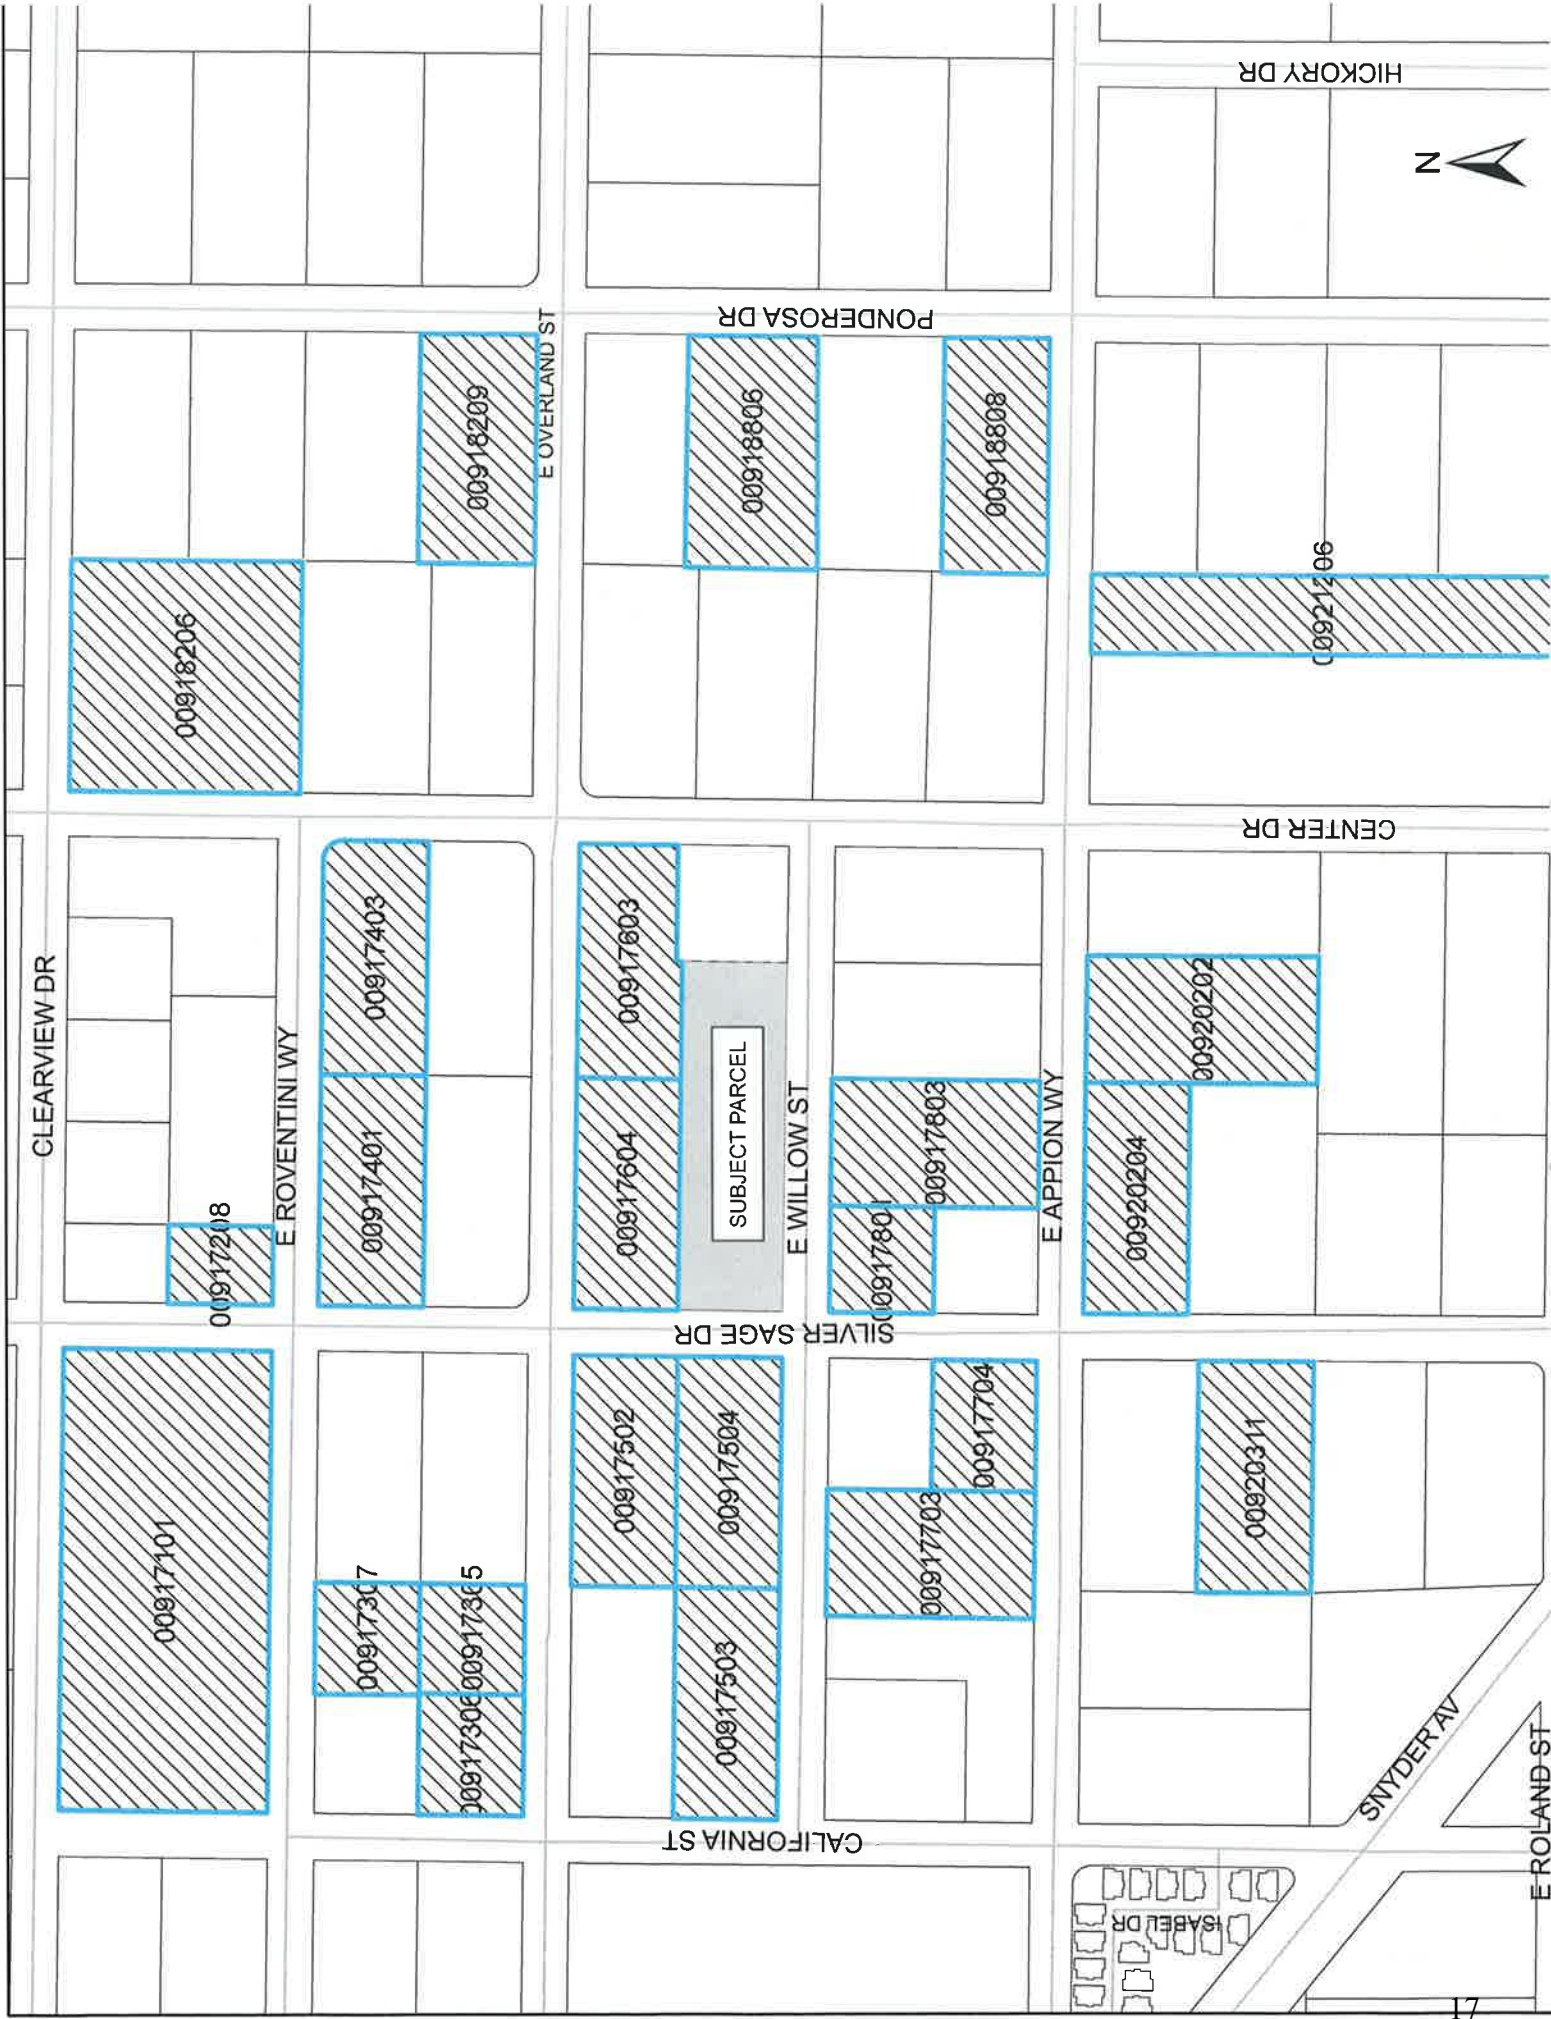 CLEARVIEW DR
00917101
00917208
00918206
E ROVENTINI WY
00917307
00917401
00917403
00917306
00917305
00918209
E OVERLAND ST
00917502
00917604
00917603
CALIFORNIA ST
00917503
00917504
SILVER SAGE DR
SUBJECT PARCEL
00918806
PONDEROSA DR
E WILLOW ST
00917801
00917703
00917704
00917803
00918808
E APPION WY
ISABEL DR
00920204
00920202
00920311
CENTER DR
00921206
HICKORY DR
SNYDER AV
N
E ROLAND ST
17